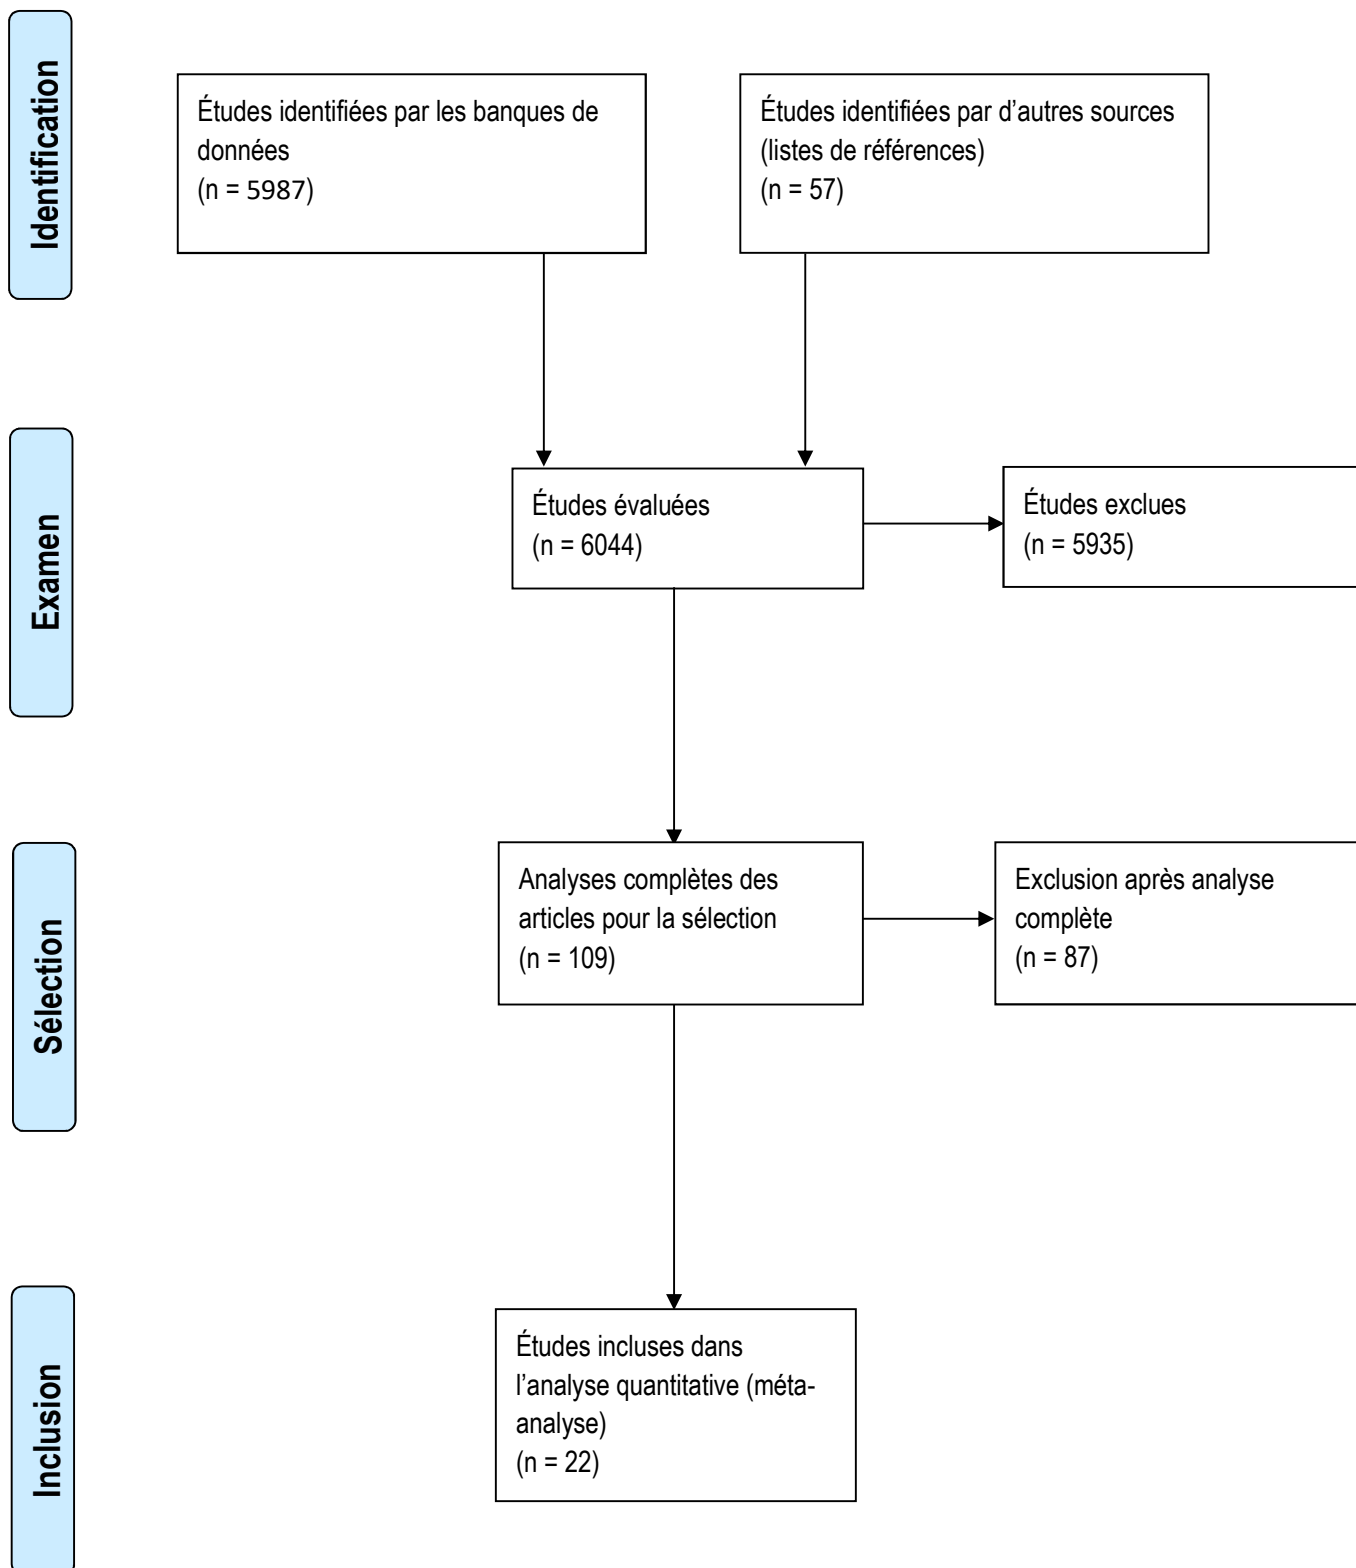 Identification
Études identifiées par les banques de
données
(n = 5987)
Études identifiées par d’autres sources
(listes de références)
(n = 57)
Examen
Études évaluées
(n = 6044)
Études exclues
(n = 5935)
Sélection
Analyses complètes des
articles pour la sélection
(n = 109)
Exclusion après analyse
complète
(n = 87)
Inclusion
Études incluses dans
l’analyse quantitative (méta-
analyse)
(n = 22)